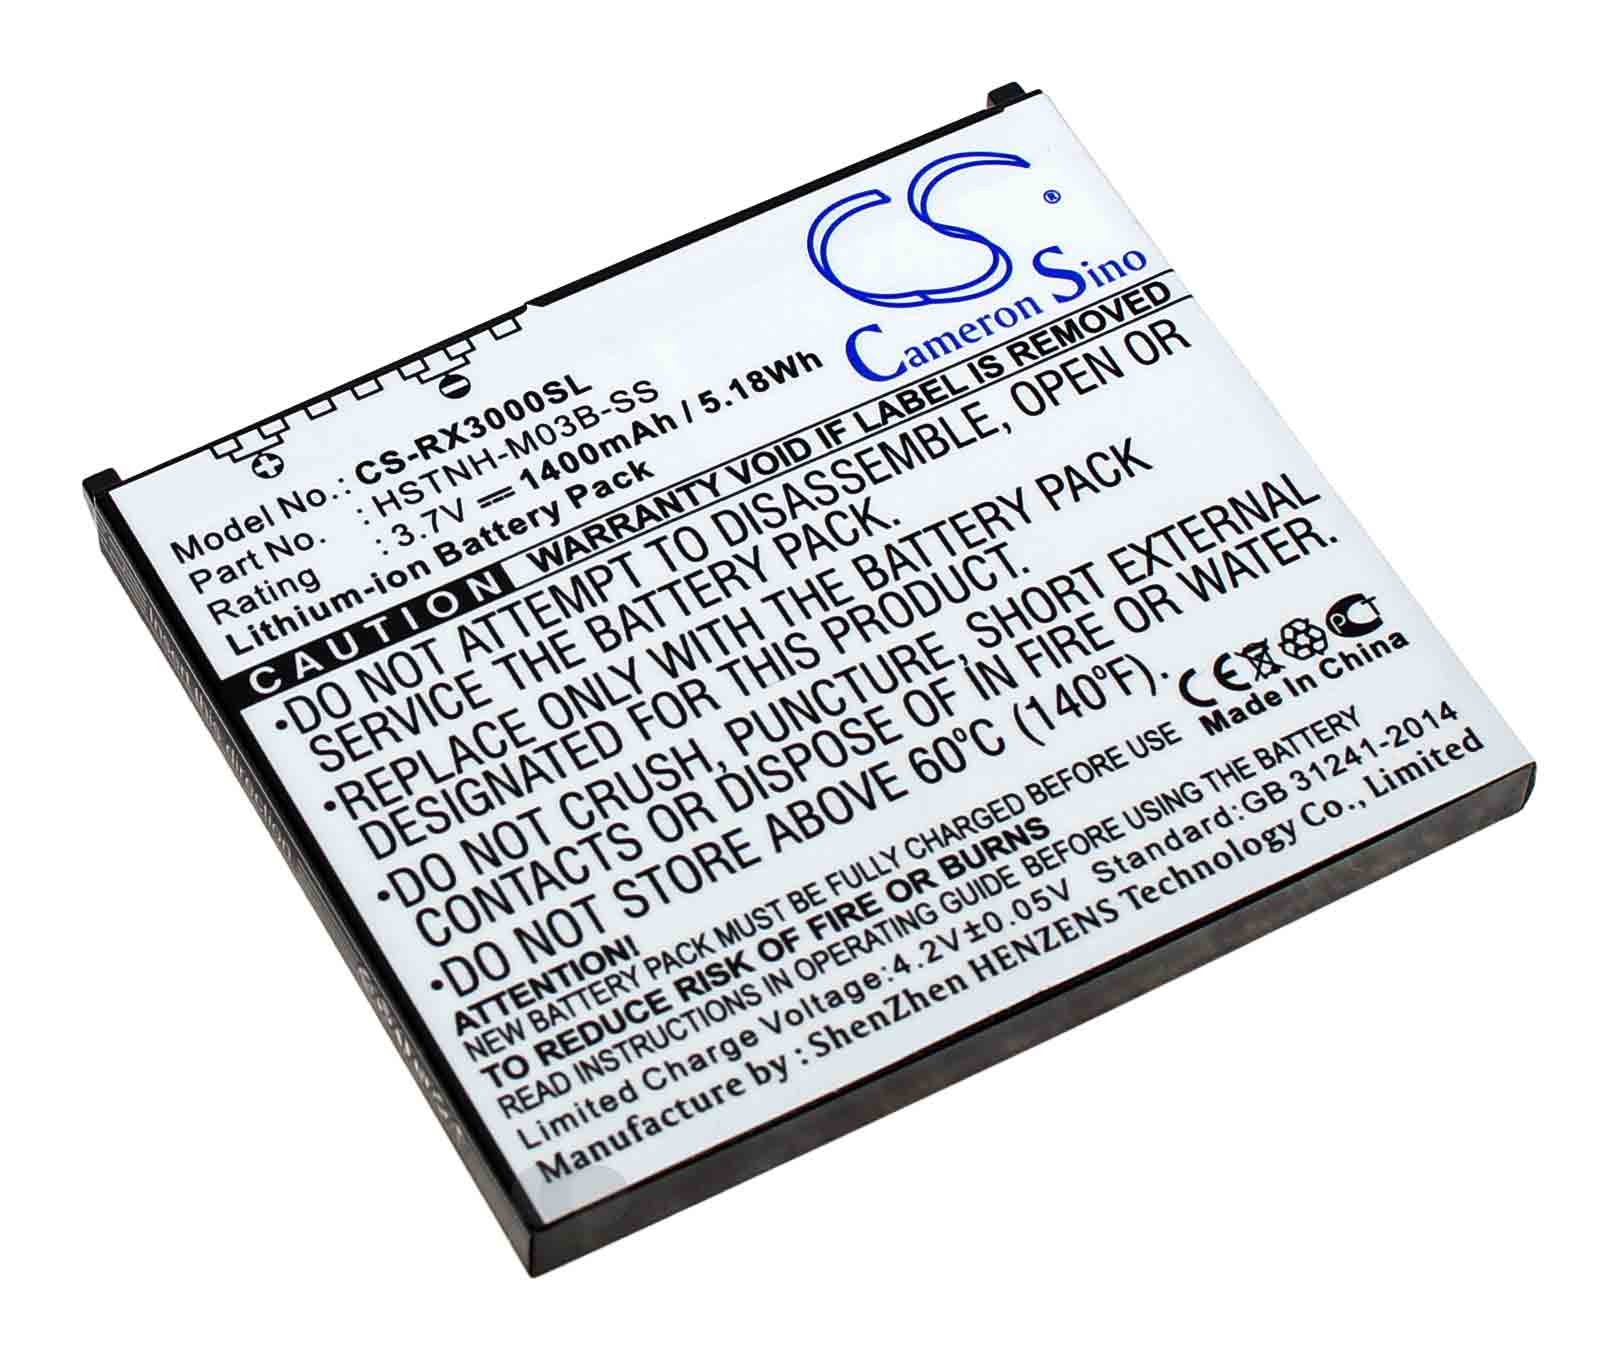 CS®
Cameron Sino
Model No.: CS-RX3000SL
Part No. : HSTNH-M03B-SS
Rating : 3.7V ⎓ 1400mAh / 5.18Wh
Lithium-ion Battery Pack
CAUTION WARRANTY VOID IF LABEL IS REMOVED
•DO NOT ATTEMPT TO DISASSEMBLE, OPEN OR
SERVICE THE BATTERY PACK.
•REPLACE ONLY WITH THE BATTERY PACK
DESIGNATED FOR THIS PRODUCT.
•DO NOT CRUSH, PUNCTURE, SHORT EXTERNAL
CONTACTS OR DISPOSE OF IN FIRE OR WATER.
•DO NOT STORE ABOVE 60°C (140°F).
CE PCT
Made In China
ATTENTION!
NEW BATTERY PACK MUST BE FULLY CHARGED BEFORE USE
TO REDUCE RISK OF FIRE OR BURNS
READ INSTRUCTIONS IN OPERATING GUIDE BEFORE USING THE BATTERY
Limited Charge Voltage:4.2V±0.05V Standard:GB 31241-2014
Manufacture by : ShenZhen HENZENS Technology Co., Limited